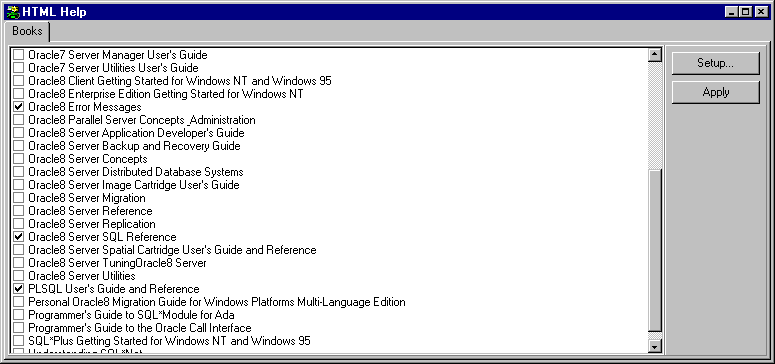 HTML Help
Books
Oracle7 Server Manager User's Guide
Oracle7 Server Utilities User's Guide
Oracle8 Client Getting Started for Windows NT and Windows 95
Oracle8 Enterprise Edition Getting Started for Windows NT
Oracle8 Error Messages
Oracle8 Parallel Server Concepts _Administration
Oracle8 Server Application Developer's Guide
Oracle8 Server Backup and Recovery Guide
Oracle8 Server Concepts
Oracle8 Server Distributed Database Systems
Oracle8 Server Image Cartridge User's Guide
Oracle8 Server Migration
Oracle8 Server Reference
Oracle8 Server Replication
Oracle8 Server SQL Reference
Oracle8 Server Spatial Cartridge User's Guide and Reference
Oracle8 Server TuningOracle8 Server
Oracle8 Server Utilities
PLSQL User's Guide and Reference
Personal Oracle8 Migration Guide for Windows Platforms Multi-Language Edition
Programmer's Guide to SQL*Module for Ada
Programmer's Guide to the Oracle Call Interface
SQL*Plus Getting Started for Windows NT and Windows 95
Understanding SQL*Net
Setup...
Apply